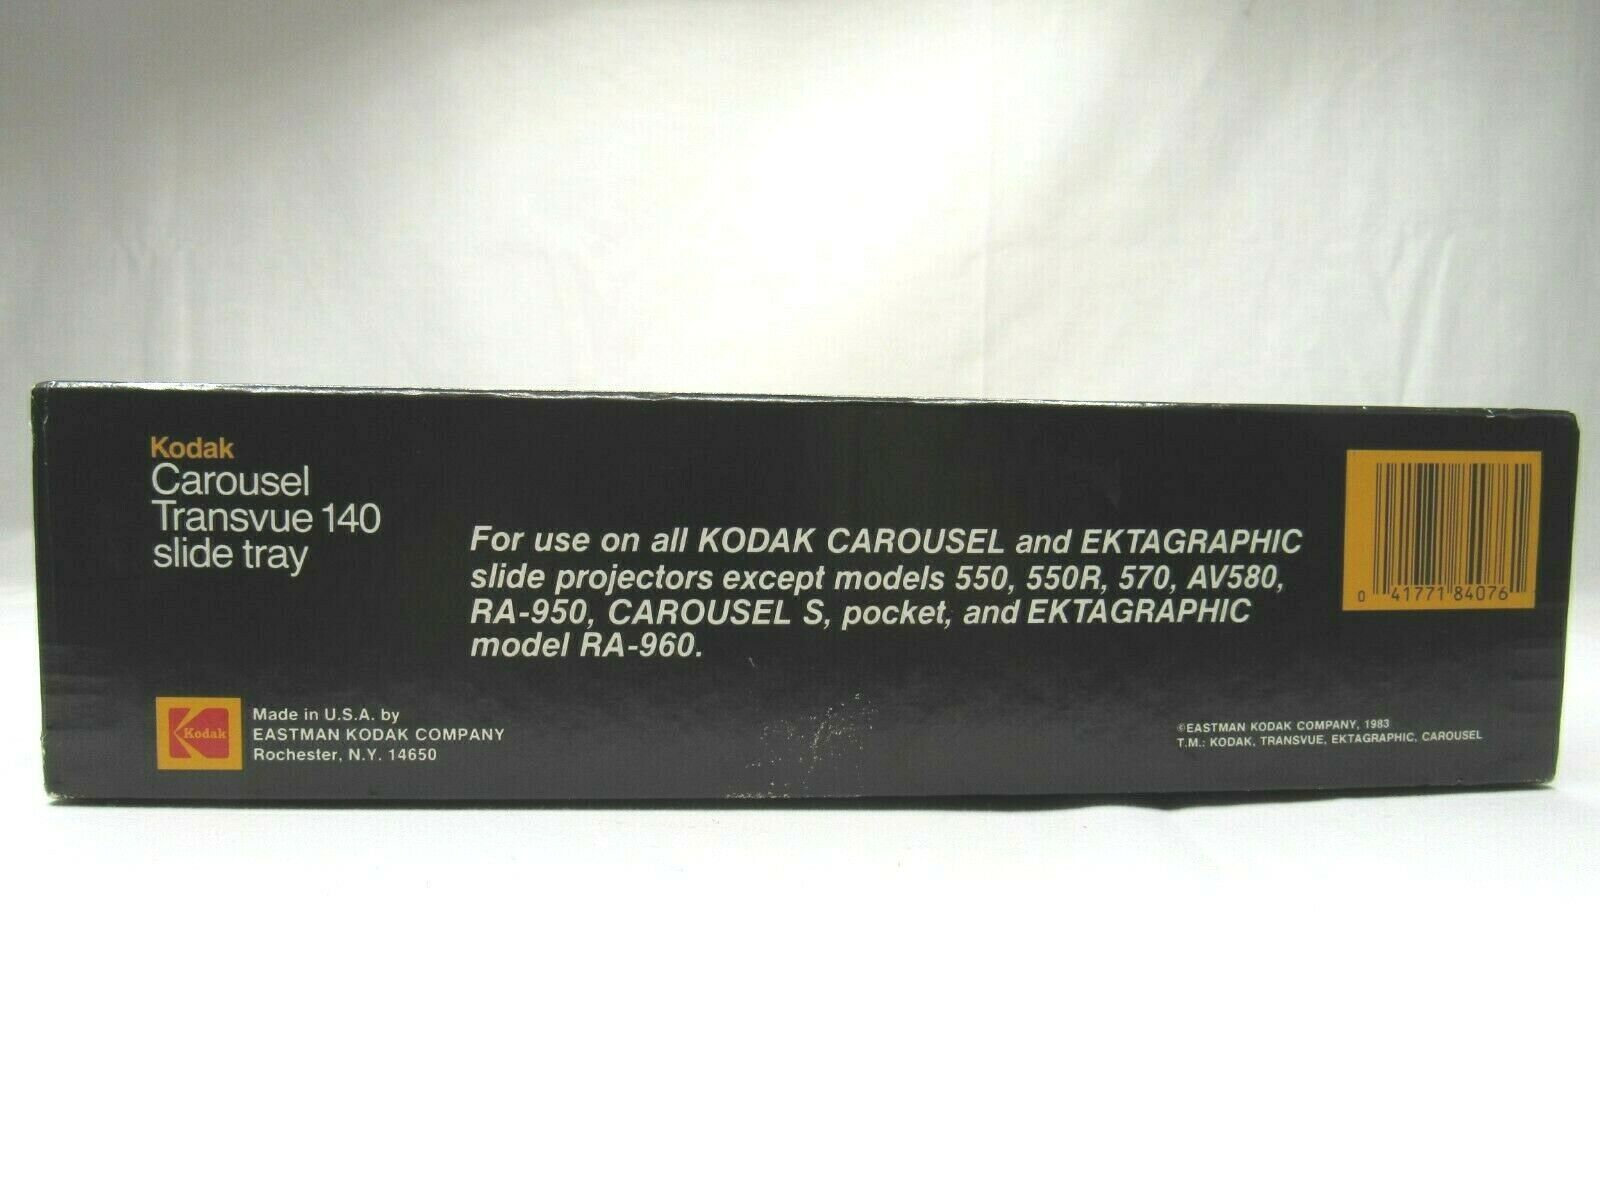 Kodak
Carousel
Transvue 140
slide tray
For use on all KODAK CAROUSEL and EKTAGRAPHIC
slide projectors except models 550, 550R, 570, AV580,
RA-950, CAROUSEL S, pocket, and EKTAGRAPHIC
model RA-960.
0 41771 84076
Kodak
Made in U.S.A. by
EASTMAN KODAK COMPANY
Rochester, N.Y. 14650
©EASTMAN KODAK COMPANY, 1983
T.M.: KODAK, TRANSVUE, EKTAGRAPHIC, CAROUSEL